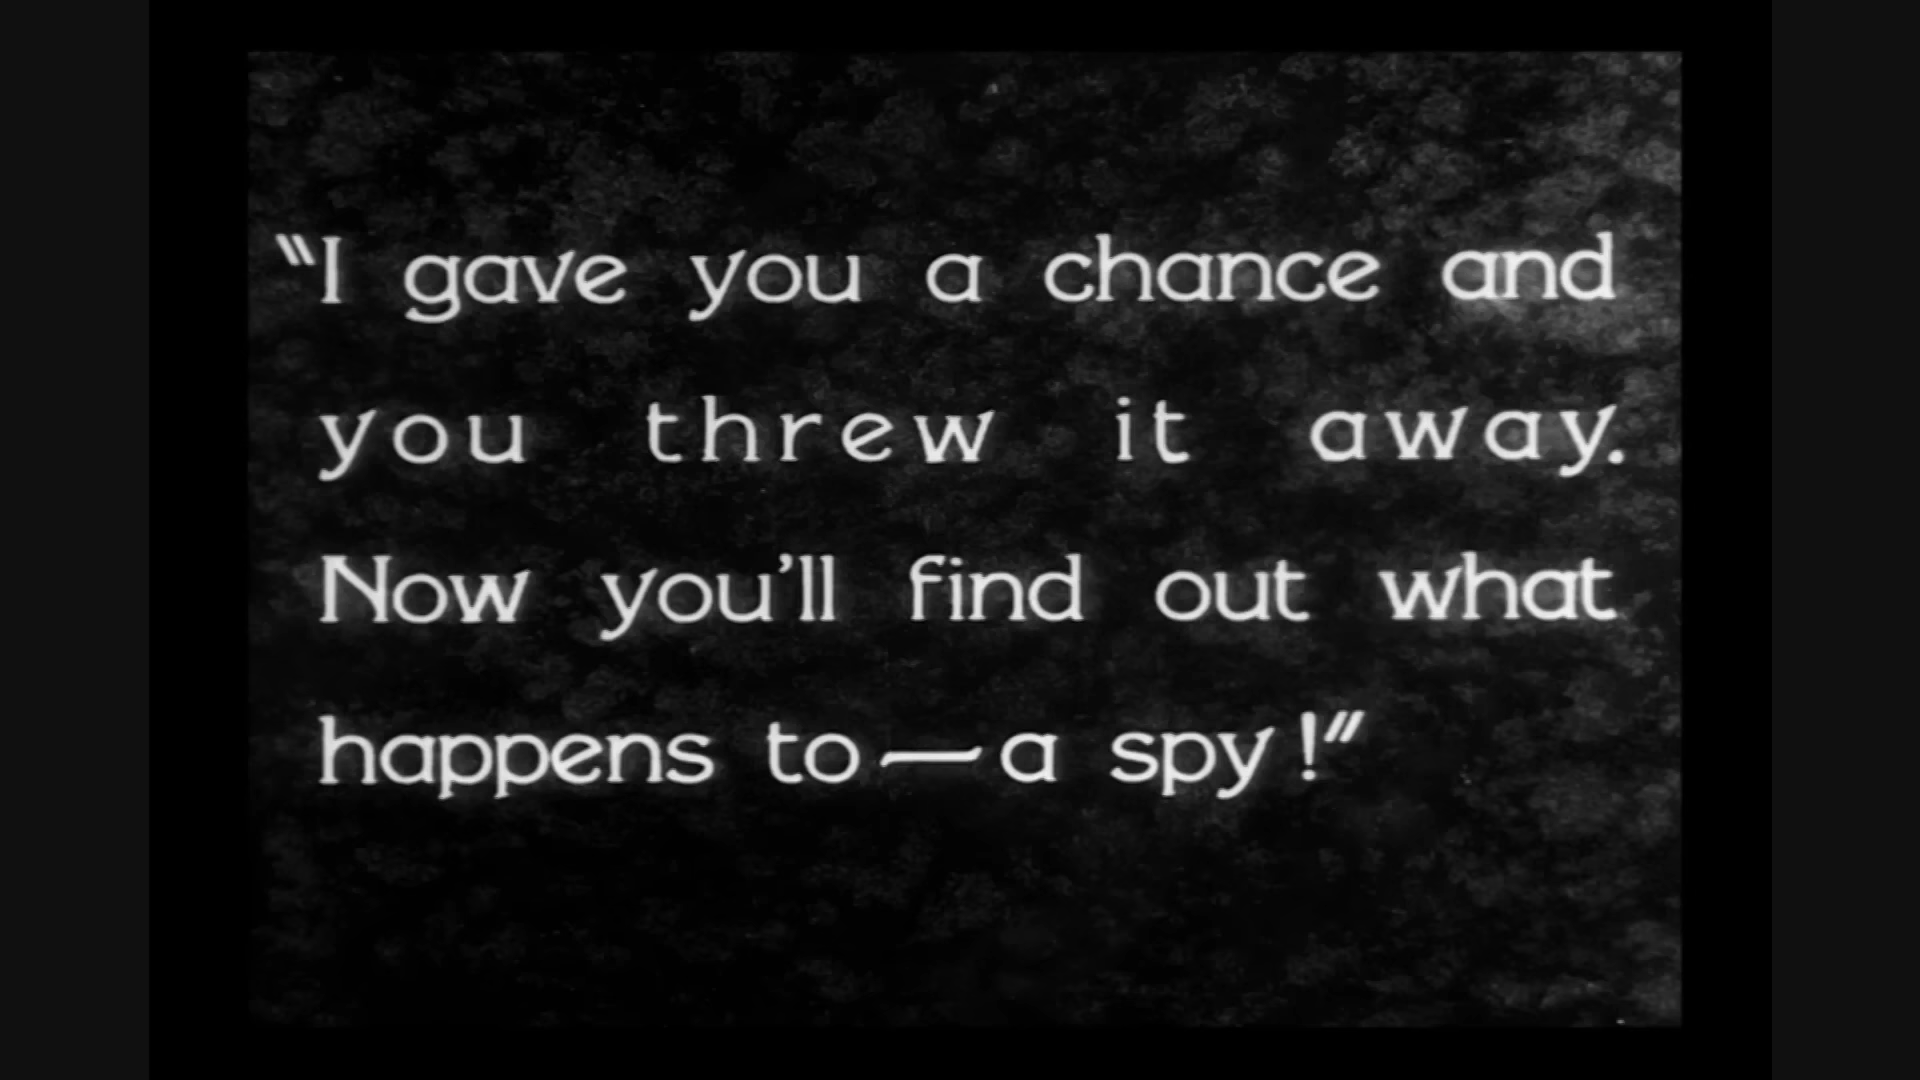 “I gave you a chance and
you threw it away.
Now you’ll find out what
happens to—a spy!”